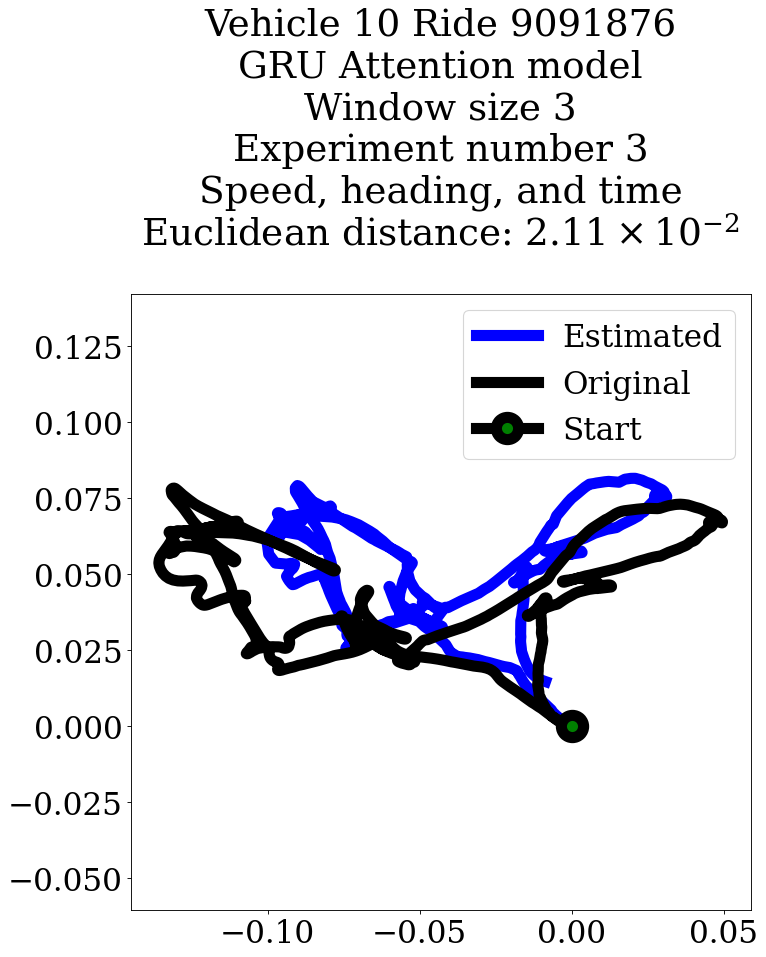 Vehicle 10 Ride 9091876
GRU Attention model
Window size 3
Experiment number 3
Speed, heading, and time
Euclidean distance: 2.11 × 10⁻²
Estimated
Original
Start
0.125
0.100
0.075
0.050
0.025
0.000
−0.025
−0.050
−0.10 −0.05 0.00 0.05